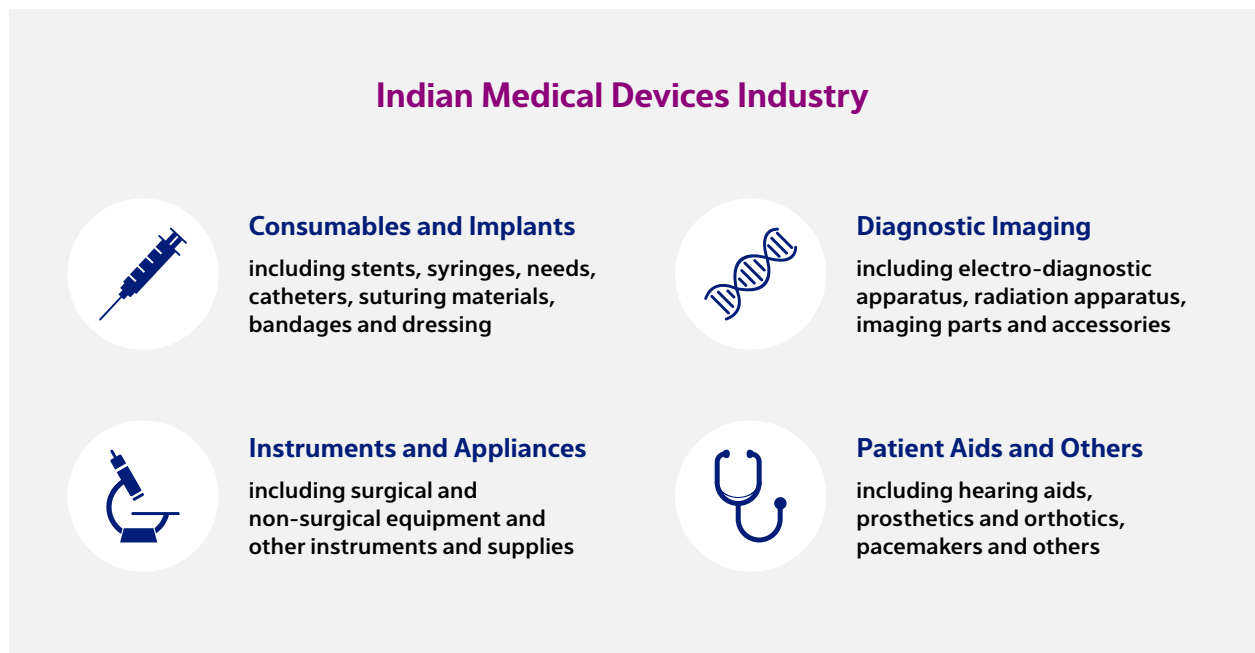 Indian Medical Devices Industry
Consumables and Implants
including stents, syringes, needs,
catheters, suturing materials,
bandages and dressing
Diagnostic Imaging
including electro-diagnostic
apparatus, radiation apparatus,
imaging parts and accessories
Instruments and Appliances
including surgical and
non-surgical equipment and
other instruments and supplies
Patient Aids and Others
including hearing aids,
prosthetics and orthotics,
pacemakers and others